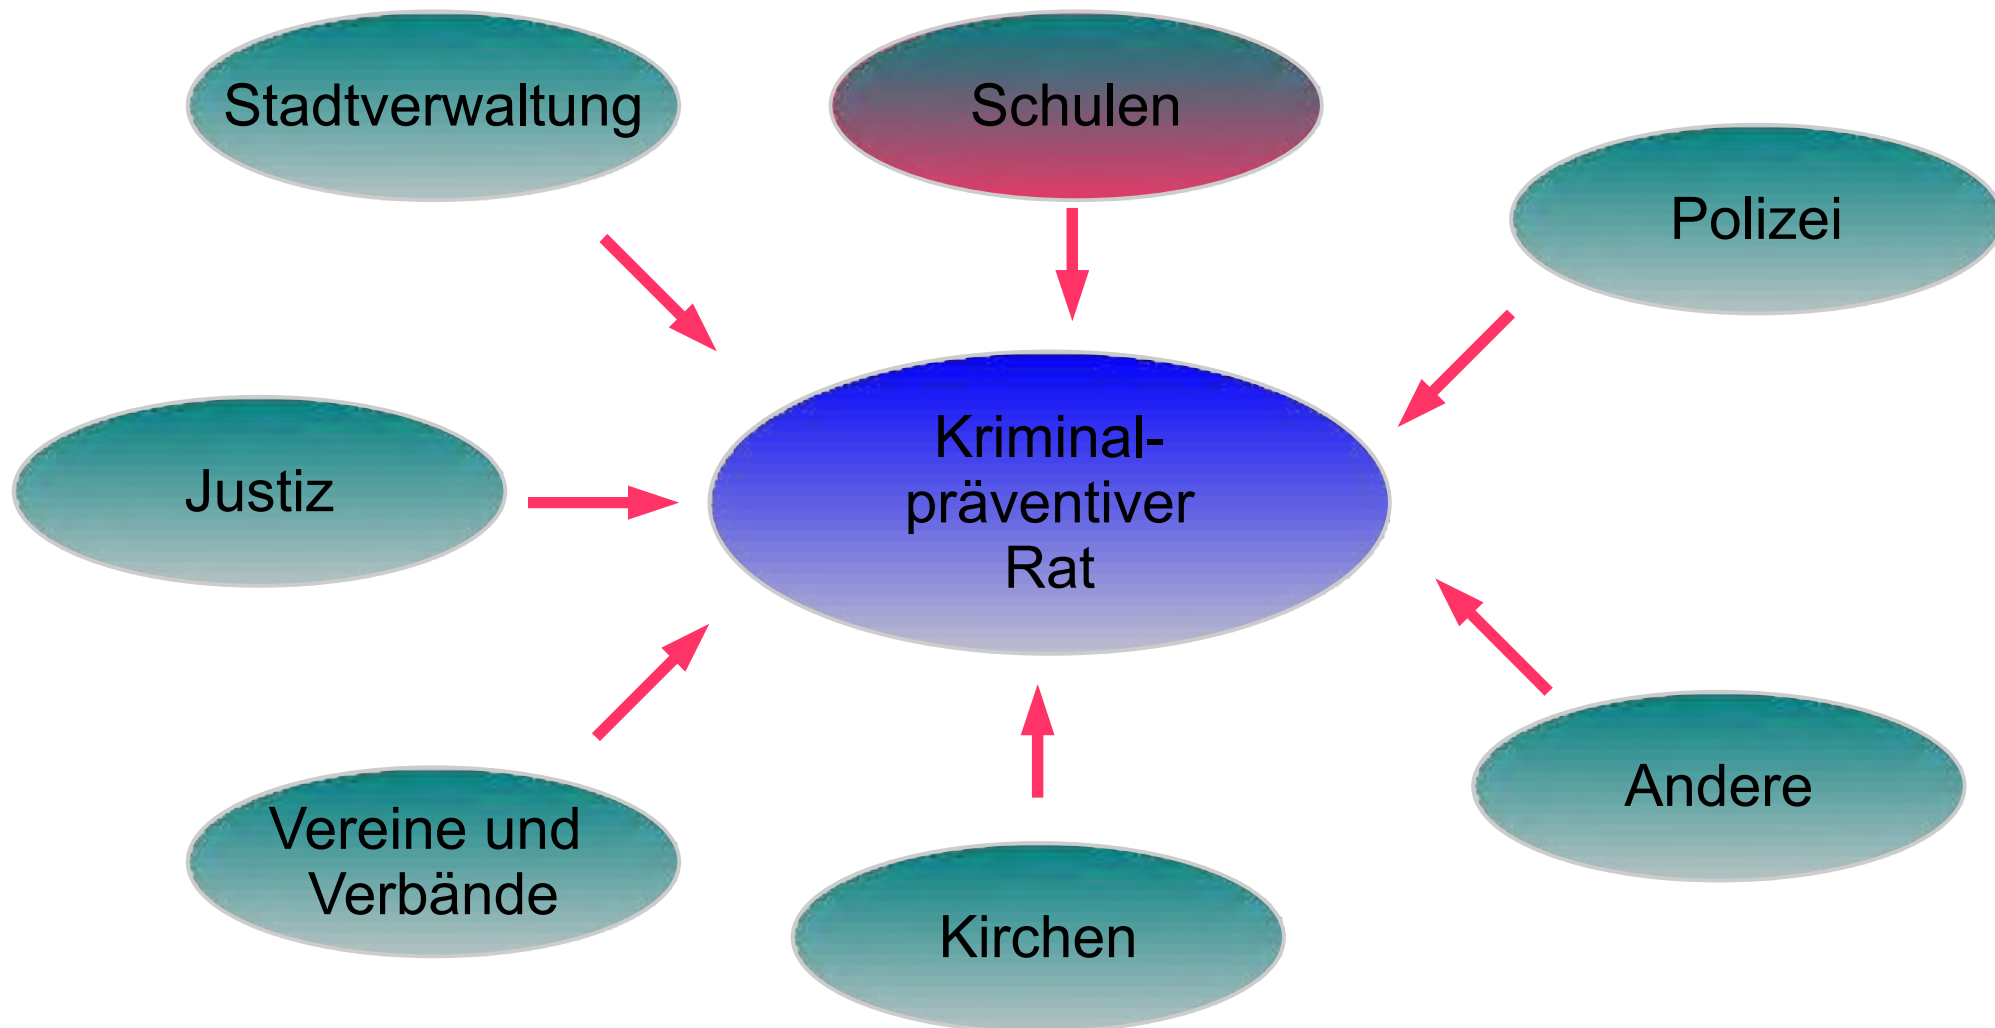 Stadtverwaltung
Schulen
Polizei
Justiz
Kriminal-
präventiver
Rat
Vereine und
Verbände
Kirchen
Andere